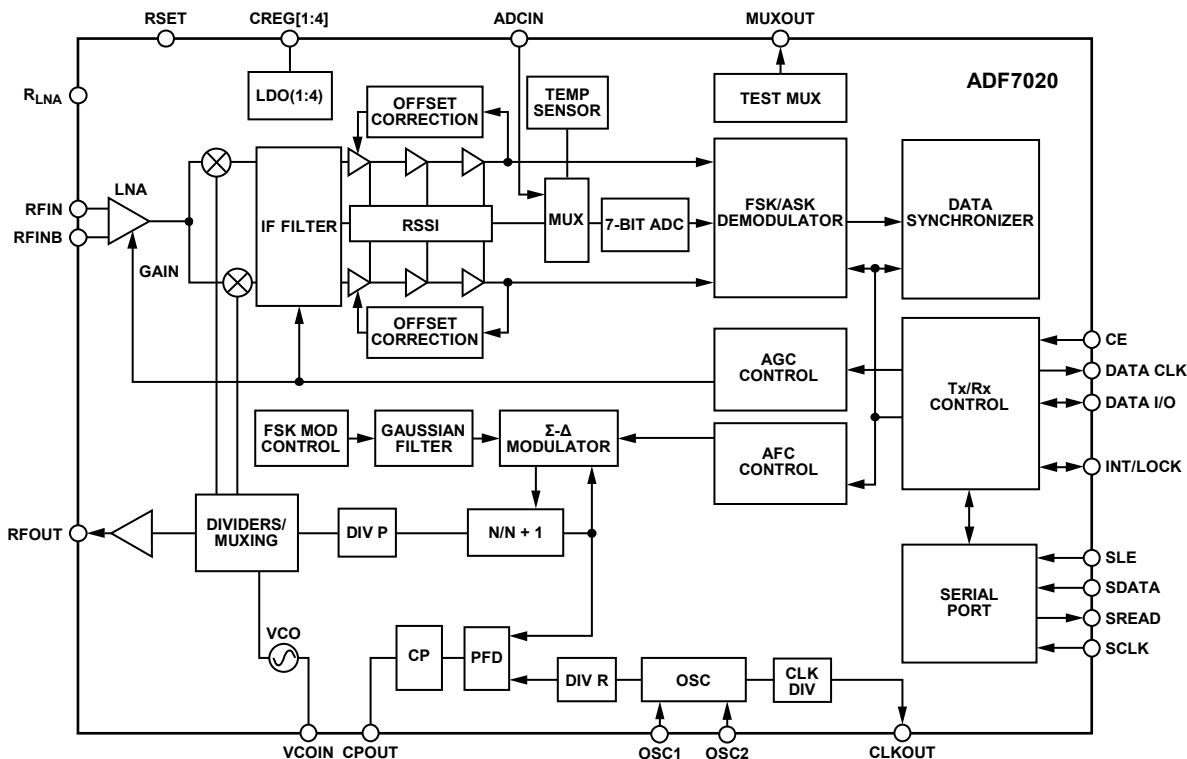 RSET
CREG[1:4]
ADCIN
MUXOUT
ADF7020
RLNA
LDO(1:4)
OFFSET
CORRECTION
TEMP
SENSOR
TEST MUX
LNA
RFIN
RFINB
GAIN
IF FILTER
RSSI
MUX
7-BIT ADC
FSK/ASK
DEMODULATOR
DATA
SYNCHRONIZER
OFFSET
CORRECTION
AGC
CONTROL
Tx/Rx
CONTROL
CE
DATA CLK
DATA I/O
INT/LOCK
FSK MOD
CONTROL
GAUSSIAN
FILTER
Σ-Δ
MODULATOR
AFC
CONTROL
RFOUT
DIVIDERS/
MUXING
DIV P
N/N + 1
SERIAL
PORT
SLE
SDATA
SREAD
SCLK
VCO
CP
PFD
DIV R
OSC
CLK
DIV
VCOIN
CPOUT
OSC1
OSC2
CLKOUT